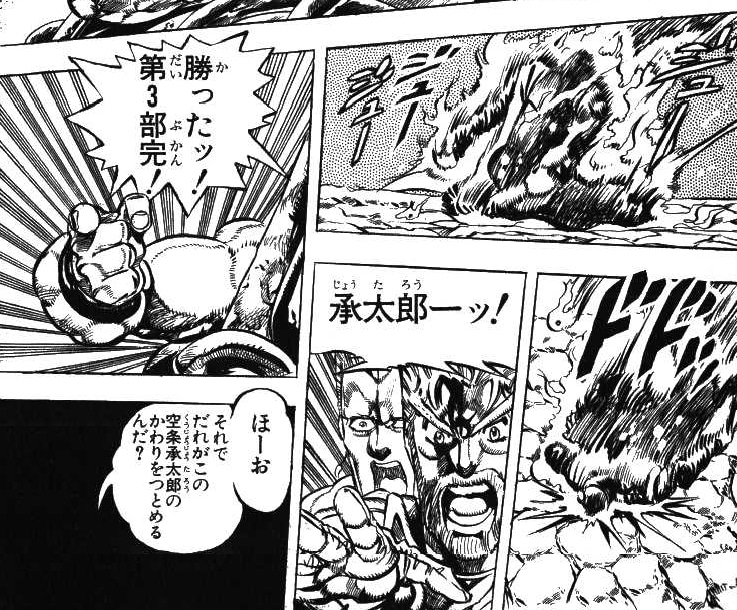 ジュー
ジュー
勝ったッ!
第3部完!
ドドッ
承太郎ーッ!
ほーお
それで
だれがこの
空条承太郎の
かわりをつとめる
んだ?